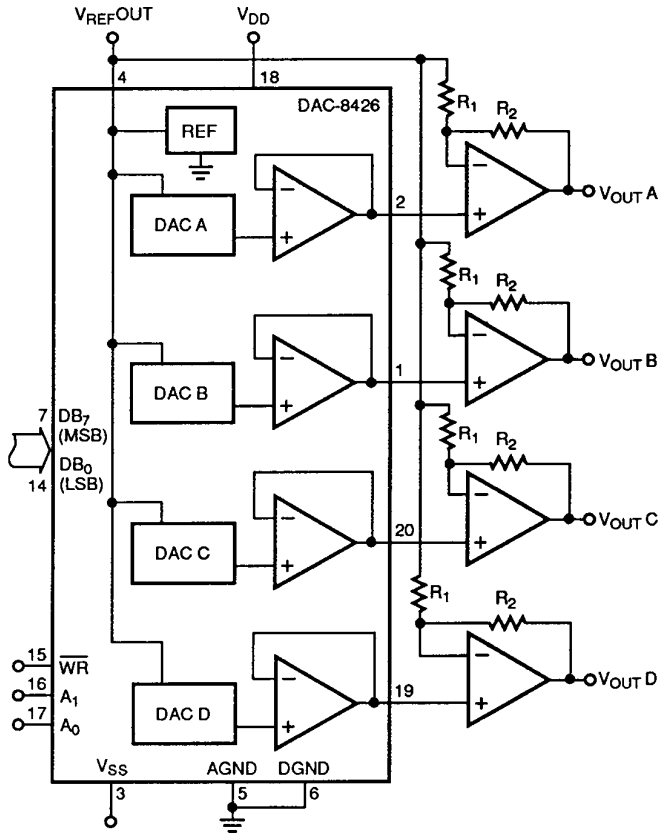 VREFOUT VDD
4 18
DAC-8426
R1
R2
REF
2
VOUT A
DAC A
− +
− +
R1
R2
1
VOUT B
DAC B
− +
− +
7 DB7
(MSB)
DB0
14 (LSB)
R1
R2
20
VOUT C
DAC C
− +
− +
R1
R2
15 WR
16 A1
17 A0
19
VOUT D
DAC D
− +
− +
VSS AGND DGND
3 5 6